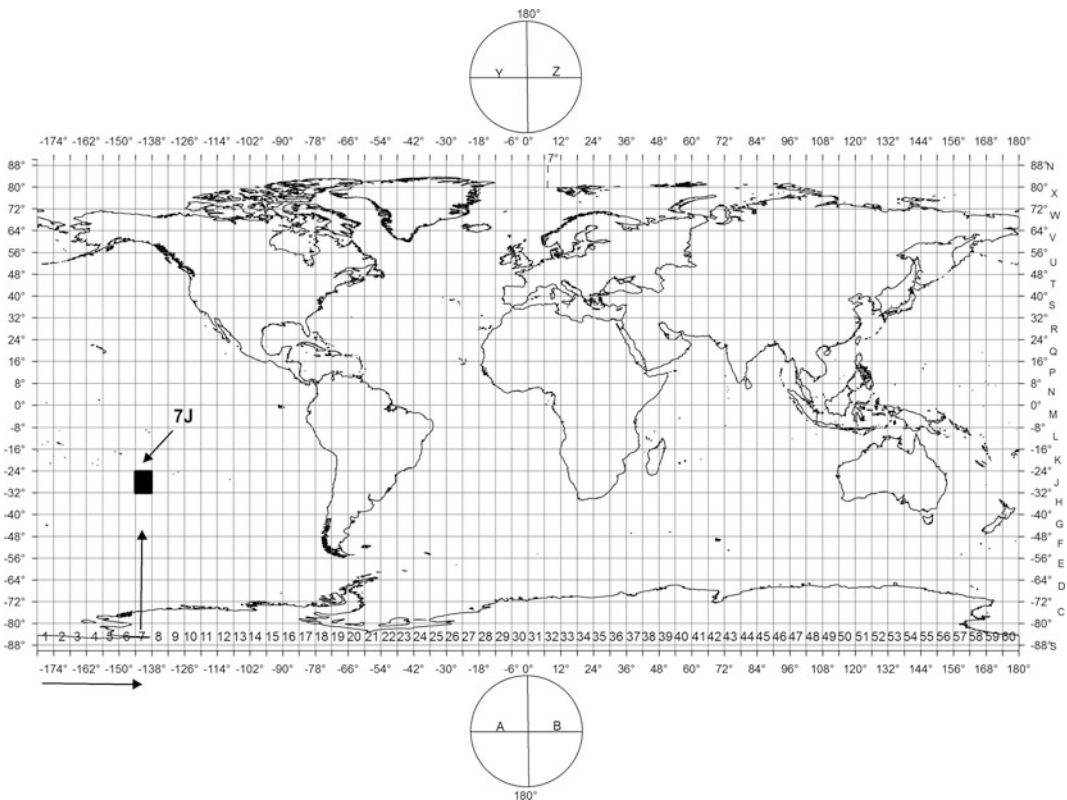 180°
Y Z
-174° -162° -150° -138° -126° -114° -102° -90° -78° -66° -54° -42° -30° -18° -6° 0° 12° 24° 36° 48° 60° 72° 84° 96° 108° 120° 132° 144° 156° 168° 180°
7°
88° 88° N
80° 80° X
72° 72° W
64° 64° V
56° 56° U
48° 48° T
40° 40° S
32° 32° R
24° 24° Q
16° 16° P
8° 8° N
0° 0° M
7J
-8° -8° L
-16° -16° K
-24° -24° J
-32° -32° H
-40° -40° G
-48° -48° F
-56° -56° E
-64° -64° D
-72° -72° C
-80° -80°
1 2 3 4 5 6 7 8 9 10 11 12 13 14 15 16 17 18 19 20 21 22 23 24 25 26 27 28 29 30 31 32 33 34 35 36 37 38 39 40 41 42 43 44 45 46 47 48 49 50 51 52 53 54 55 56 57 58 59 60
-88° -88° S
-174° -162° -150° -138° -126° -114° -102° -90° -78° -66° -54° -42° -30° -18° -6° 0° 12° 24° 36° 48° 60° 72° 84° 96° 108° 120° 132° 144° 156° 168° 180°
A B
180°